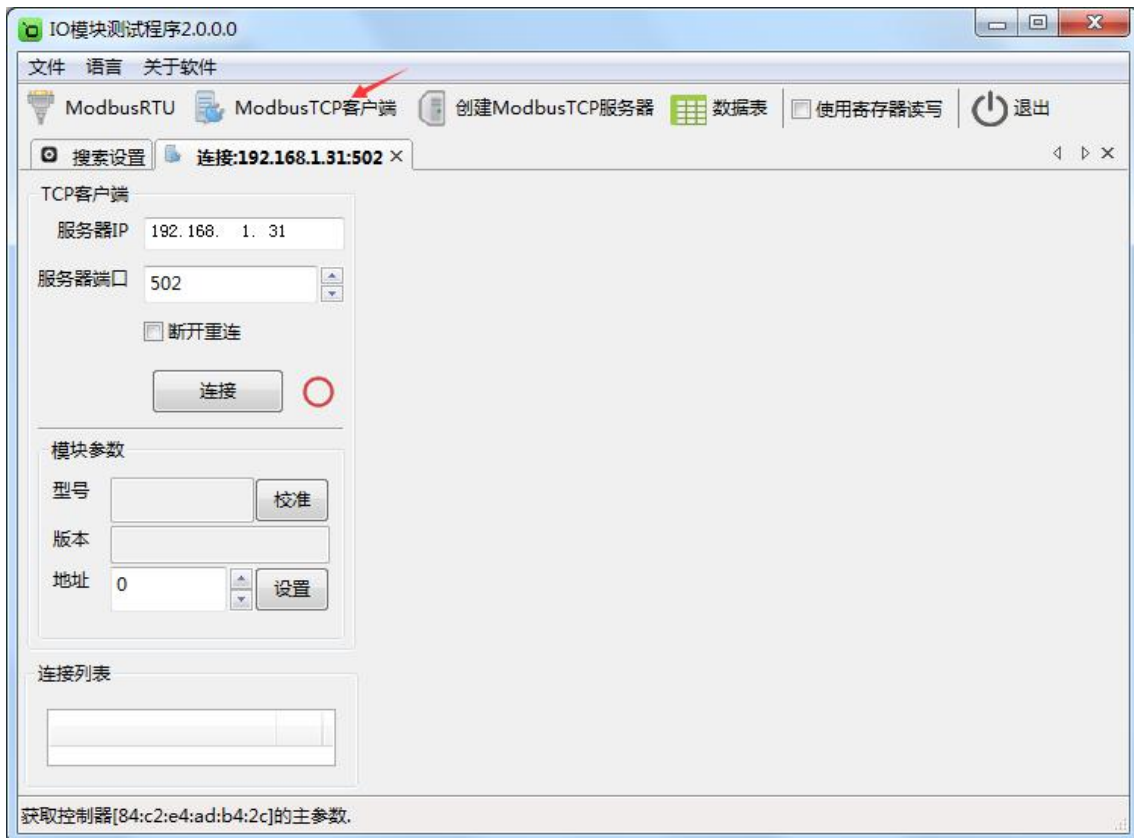 IO模块测试程序2.0.0.0
文件 语言 关于软件
ModbusRTU ModbusTCP客户端 创建ModbusTCP服务器 数据表 使用寄存器读写 退出
搜索设置 连接:192.168.1.31:502
TCP客户端
服务器IP 192.168. 1. 31
服务器端口 502
断开重连
连接
模块参数
型号 校准
版本
地址 0 设置
连接列表
获取控制器[84:c2:e4:ad:b4:2c]的主参数.